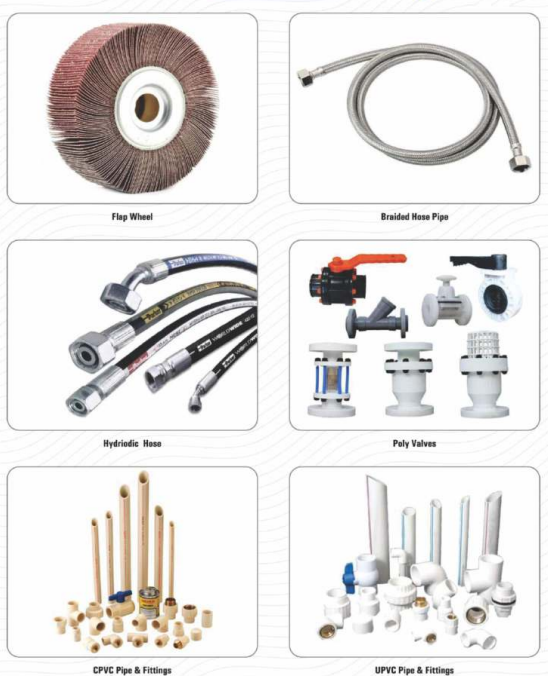 Flap Wheel
Braided Hose Pipe
Hydriodic Hose
Poly Valves
CPVC Pipe & Fittings
UPVC Pipe & Fittings